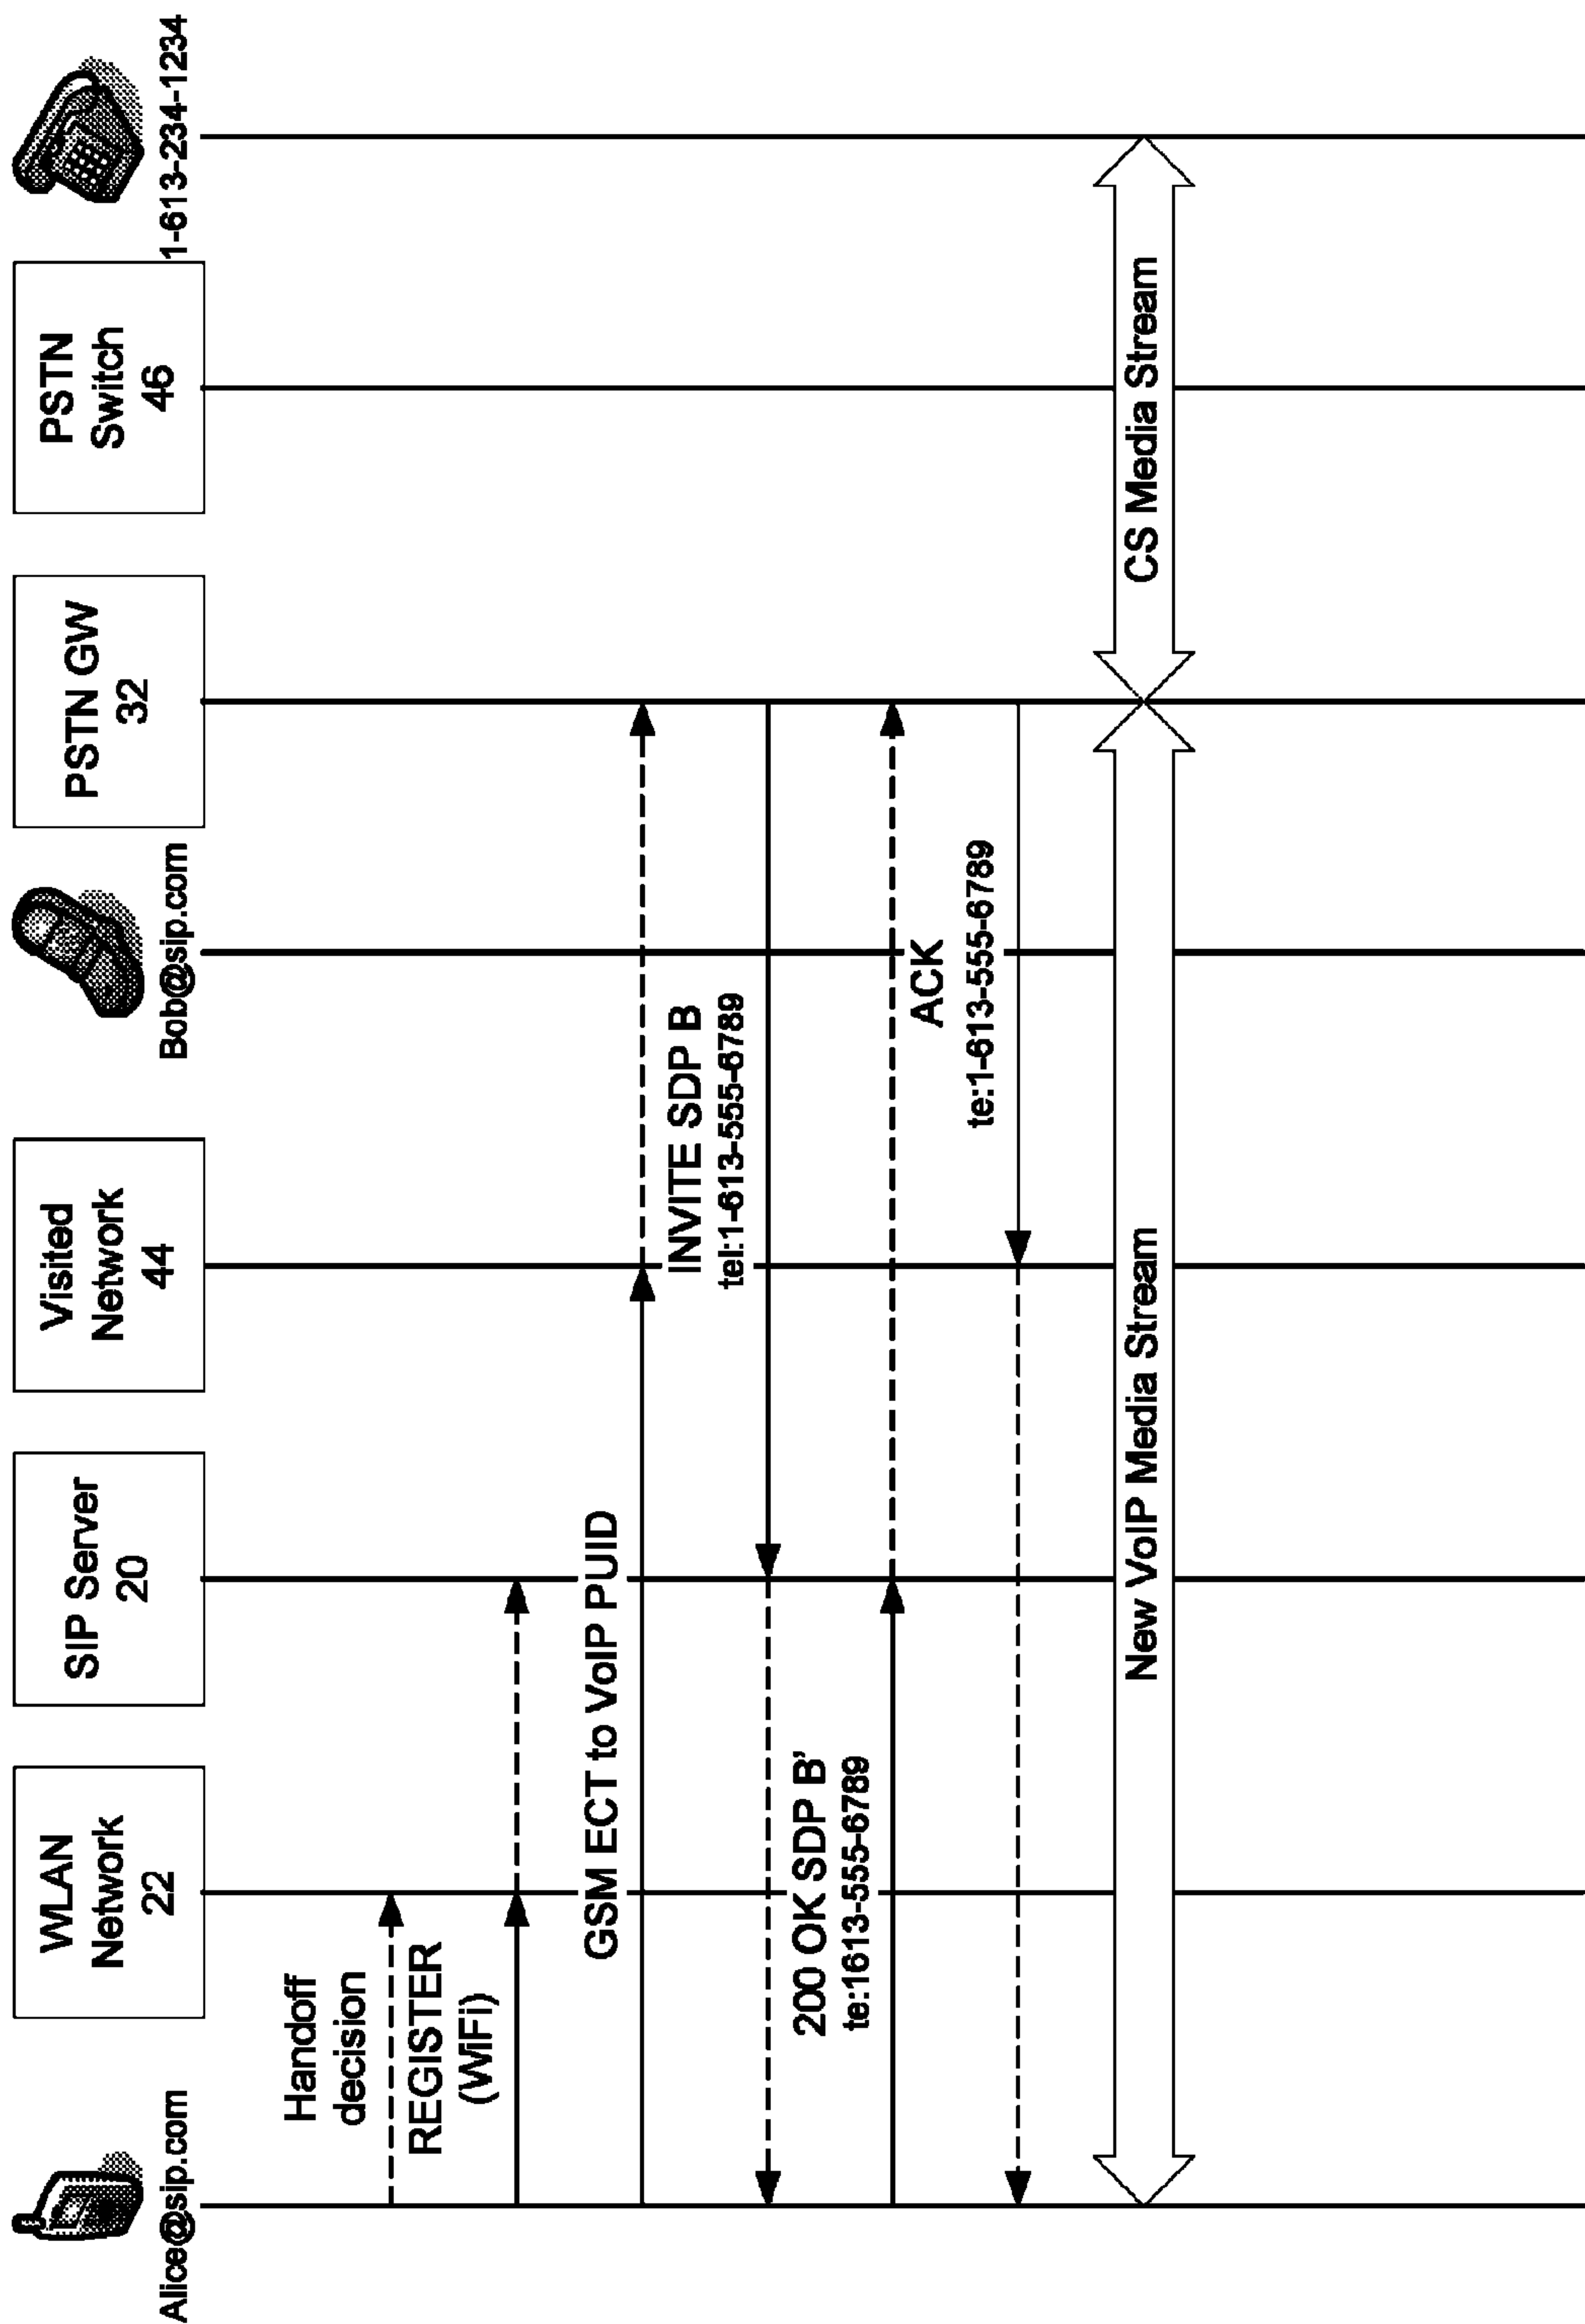 Alice@sip.com
WLAN
Network
22
SIP Server
20
Visited
Network
44
Bob@sip.com
PSTN GW
32
PSTN
Switch
46
1-613-234-1234
Handoff
decision
REGISTER
(WiFi)
GSM ECT to VoIP PUID
INVITE SDP B
tel:1-613-555-6789
200 OK SDP B'
te:1613-555-6789
ACK
te:1-613-555-6789
New VoIP Media Stream
CS Media Stream